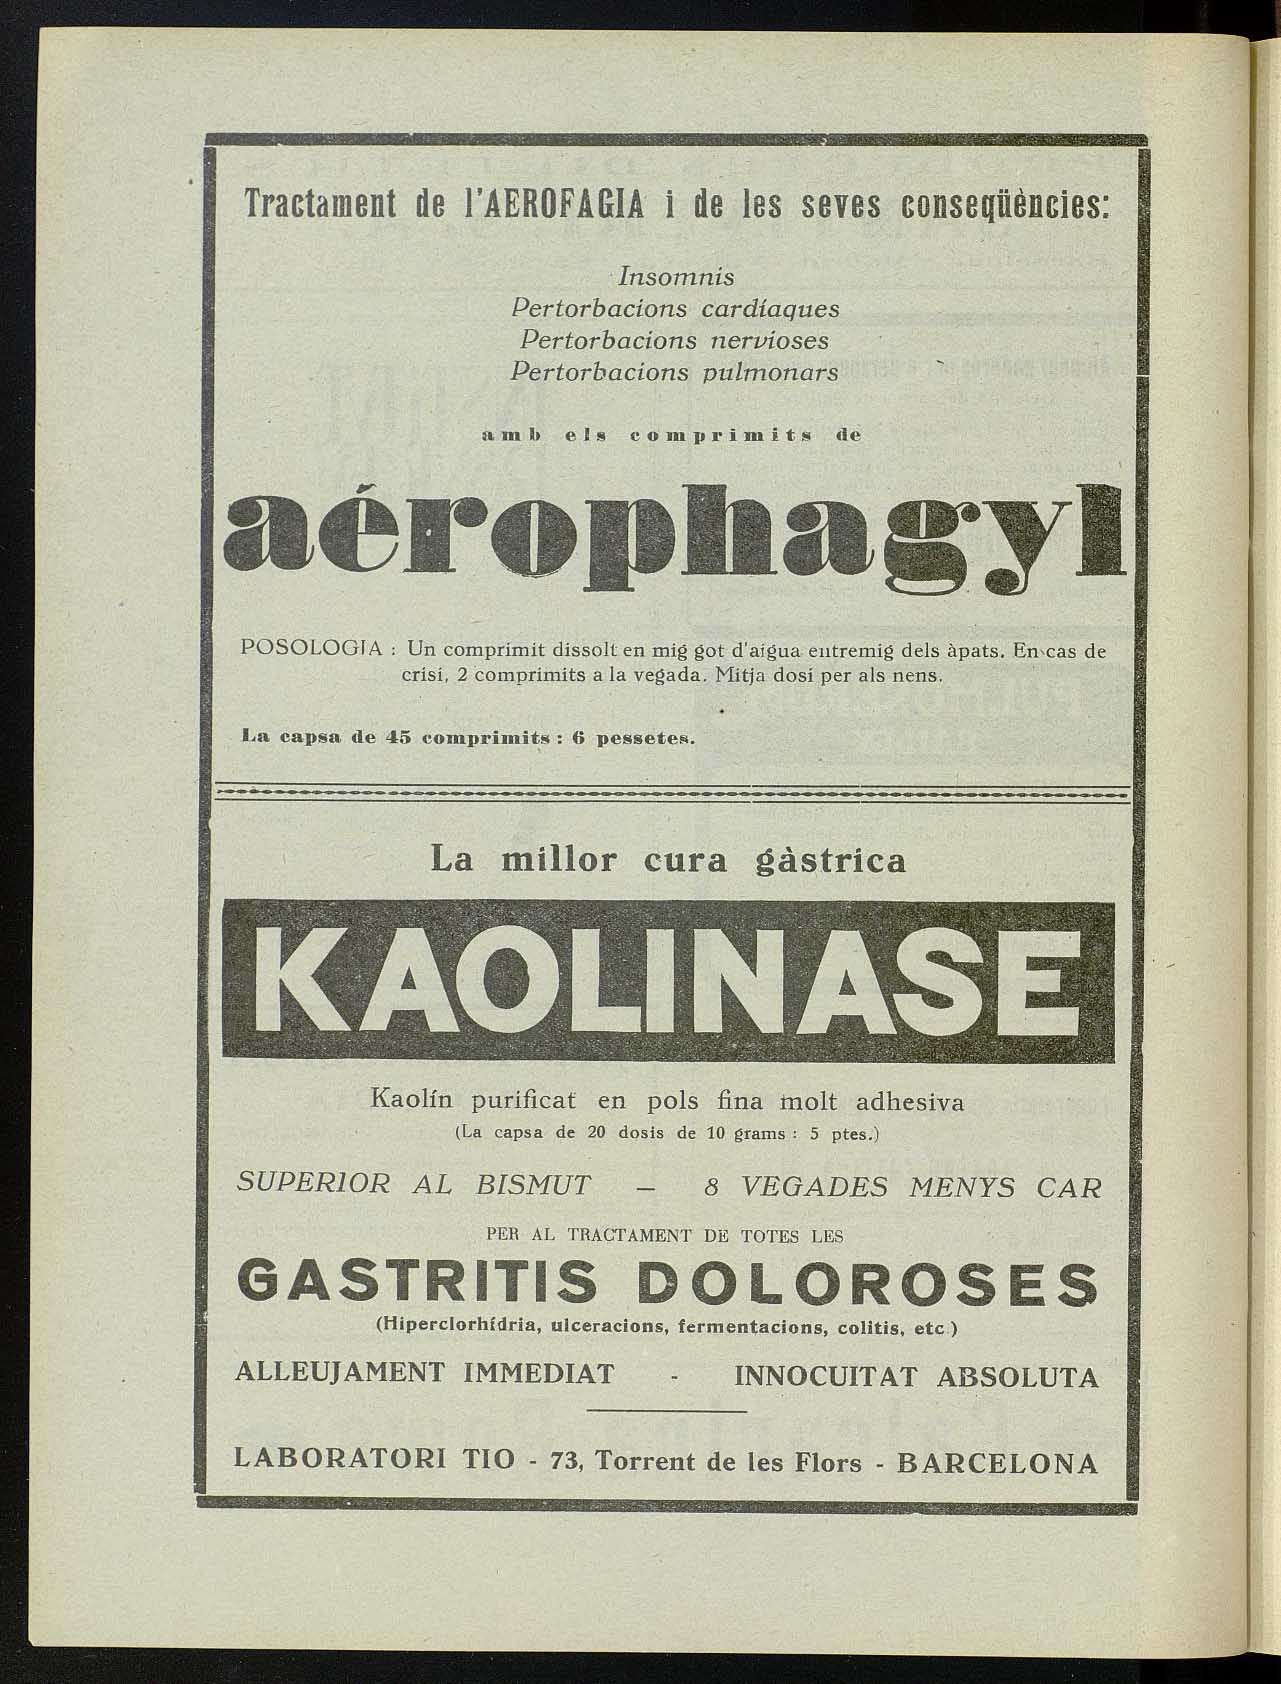 Tractament de l'AEROFAGIA i de les seves conseqüències:
Insomnis
Pertorbacions cardíaques
Pertorbacions nervioses
Pertorbacions pulmonars
amb els comprimits de
aérophagyl
POSOLOGIA : Un comprimit dissolt en mig got d'aigua entremig dels àpats. En cas de
crisi, 2 comprimits a la vegada. Mitja dosi per als nens.
La capsa de 45 comprimits : 6 pessetes.
La millor cura gàstrica
KAOLINASE
Kaolín purificat en pols fina molt adhesiva
(La capsa de 20 dosis de 10 grams : 5 ptes.)
SUPERIOR AL BISMUT — 8 VEGADES MENYS CAR
PER AL TRACTAMENT DE TOTES LES
GASTRITIS DOLOROSES
(Hiperclorhídria, ulceracions, fermentacions, colitis, etc.)
ALLEUJAMENT IMMEDIAT - INNOCUITAT ABSOLUTA
LABORATORI TIO - 73, Torrent de les Flors - BARCELONA